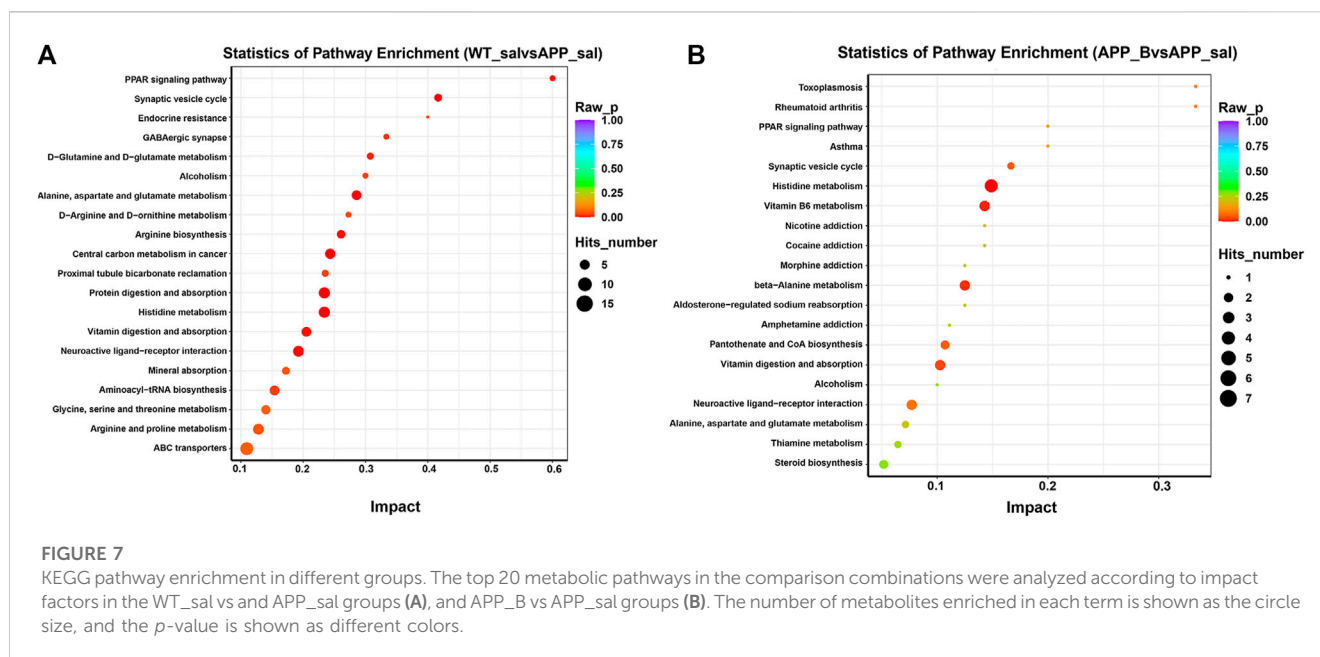 A
Statistics of Pathway Enrichment (WT_salvsAPP_sal)
PPAR signaling pathway
Synaptic vesicle cycle
Endocrine resistance
GABAergic synapse
D-Glutamine and D-glutamate metabolism
Alcoholism
Alanine, aspartate and glutamate metabolism
D-Arginine and D-ornithine metabolism
Arginine biosynthesis
Central carbon metabolism in cancer
Proximal tubule bicarbonate reclamation
Protein digestion and absorption
Histidine metabolism
Vitamin digestion and absorption
Neuroactive ligand-receptor interaction
Mineral absorption
Aminoacyl-tRNA biosynthesis
Glycine, serine and threonine metabolism
Arginine and proline metabolism
ABC transporters
0.1 0.2 0.3 0.4 0.5 0.6
Impact
Raw_p
1.00
0.75
0.50
0.25
0.00
Hits_number
5
10
15
B
Statistics of Pathway Enrichment (APP_BvsAPP_sal)
Toxoplasmosis
Rheumatoid arthritis
PPAR signaling pathway
Asthma
Synaptic vesicle cycle
Histidine metabolism
Vitamin B6 metabolism
Nicotine addiction
Cocaine addiction
Morphine addiction
beta-Alanine metabolism
Aldosterone-regulated sodium reabsorption
Amphetamine addiction
Pantothenate and CoA biosynthesis
Vitamin digestion and absorption
Alcoholism
Neuroactive ligand-receptor interaction
Alanine, aspartate and glutamate metabolism
Thiamine metabolism
Steroid biosynthesis
0.1 0.2 0.3
Impact
Raw_p
1.00
0.75
0.50
0.25
0.00
Hits_number
1
2
3
4
5
6
7
FIGURE 7
KEGG pathway enrichment in different groups. The top 20 metabolic pathways in the comparison combinations were analyzed according to impact
factors in the WT_sal vs and APP_sal groups (A), and APP_B vs APP_sal groups (B). The number of metabolites enriched in each term is shown as the circle
size, and the p-value is shown as different colors.